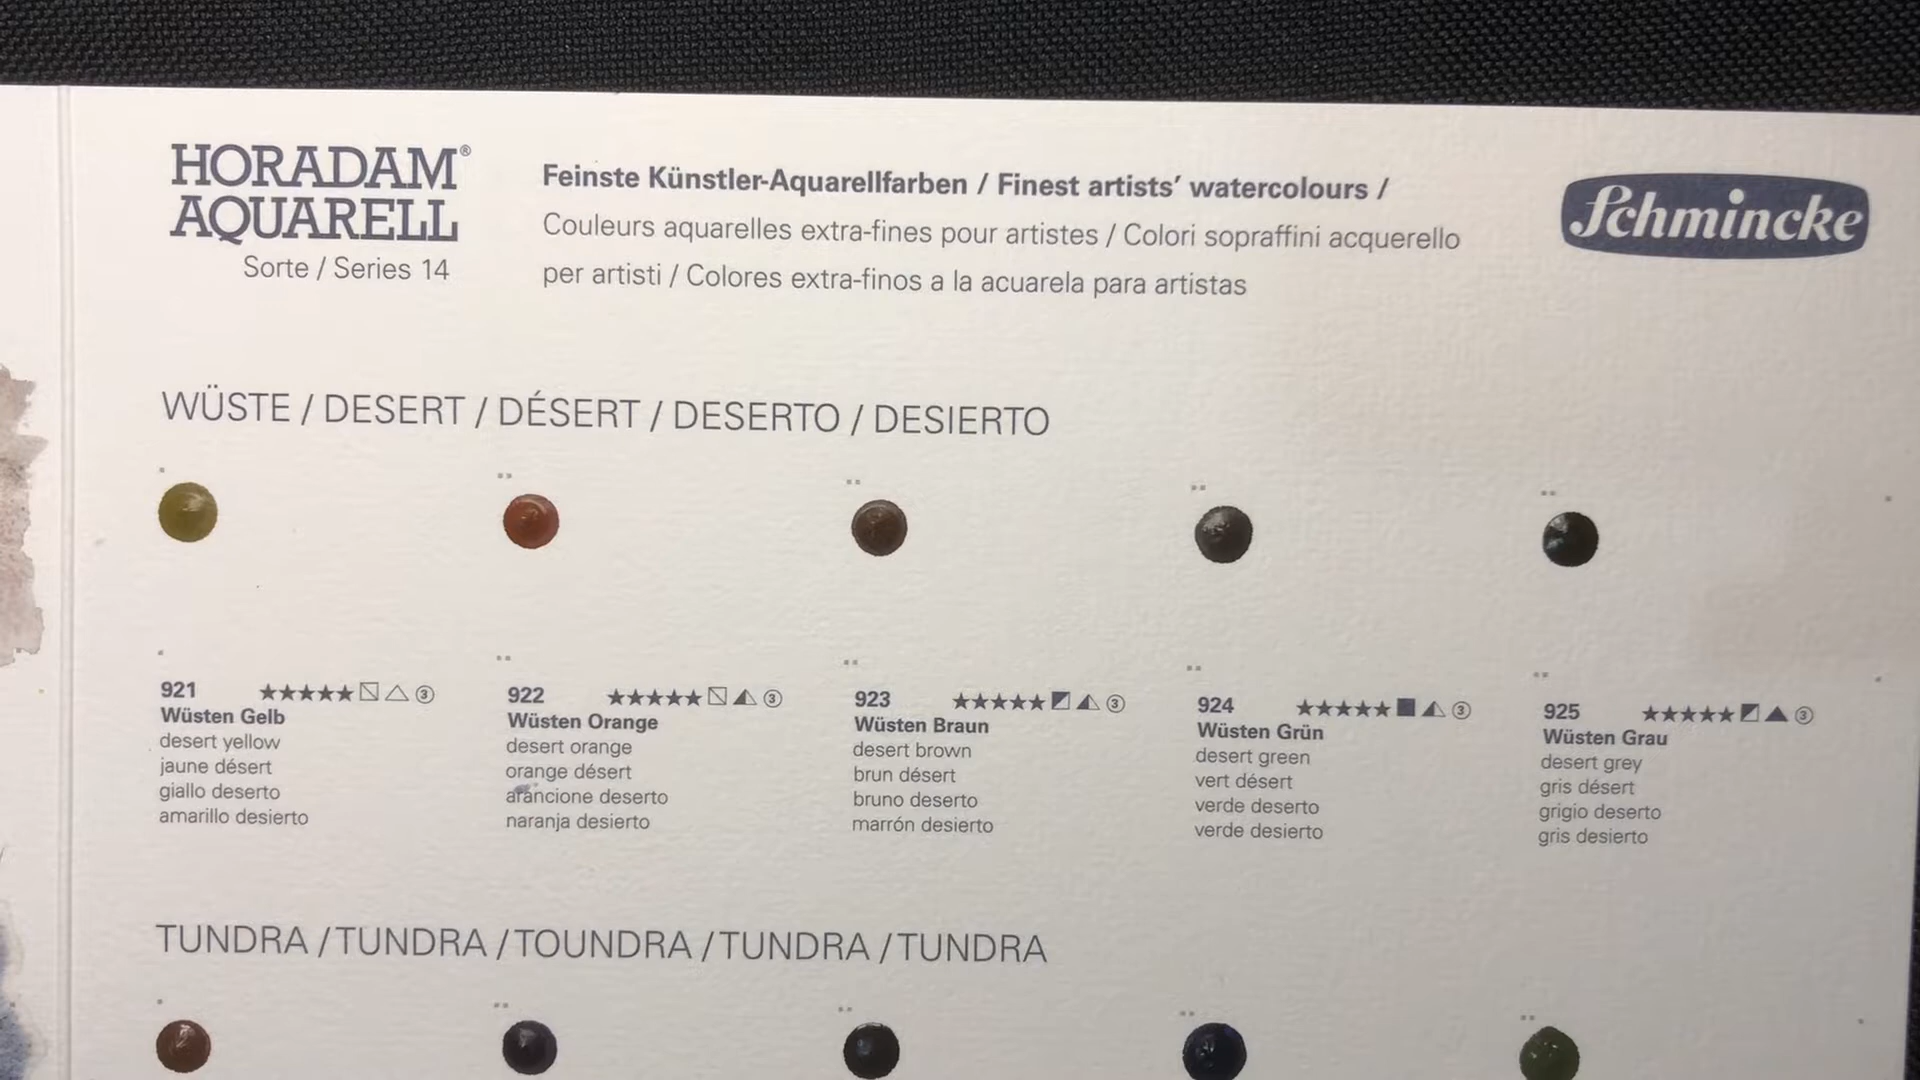 HORADAM®
AQUARELL
Sorte / Series 14
Feinste Künstler-Aquarellfarben / Finest artists’ watercolours /
Couleurs aquarelles extra-fines pour artistes / Colori sopraffini acquerello
per artisti / Colores extra-finos a la acuarela para artistas
Schmincke
WÜSTE / DESERT / DÉSERT / DESERTO / DESIERTO
921 ★★★★★ ③
Wüsten Gelb
desert yellow
jaune désert
giallo deserto
amarillo desierto
922 ★★★★★ ③
Wüsten Orange
desert orange
orange désert
arancione deserto
naranja desierto
923 ★★★★★ ③
Wüsten Braun
desert brown
brun désert
bruno deserto
marrón desierto
924 ★★★★★ ③
Wüsten Grün
desert green
vert désert
verde deserto
verde desierto
925 ★★★★★ ③
Wüsten Grau
desert grey
gris désert
grigio deserto
gris desierto
TUNDRA / TUNDRA / TOUNDRA / TUNDRA / TUNDRA